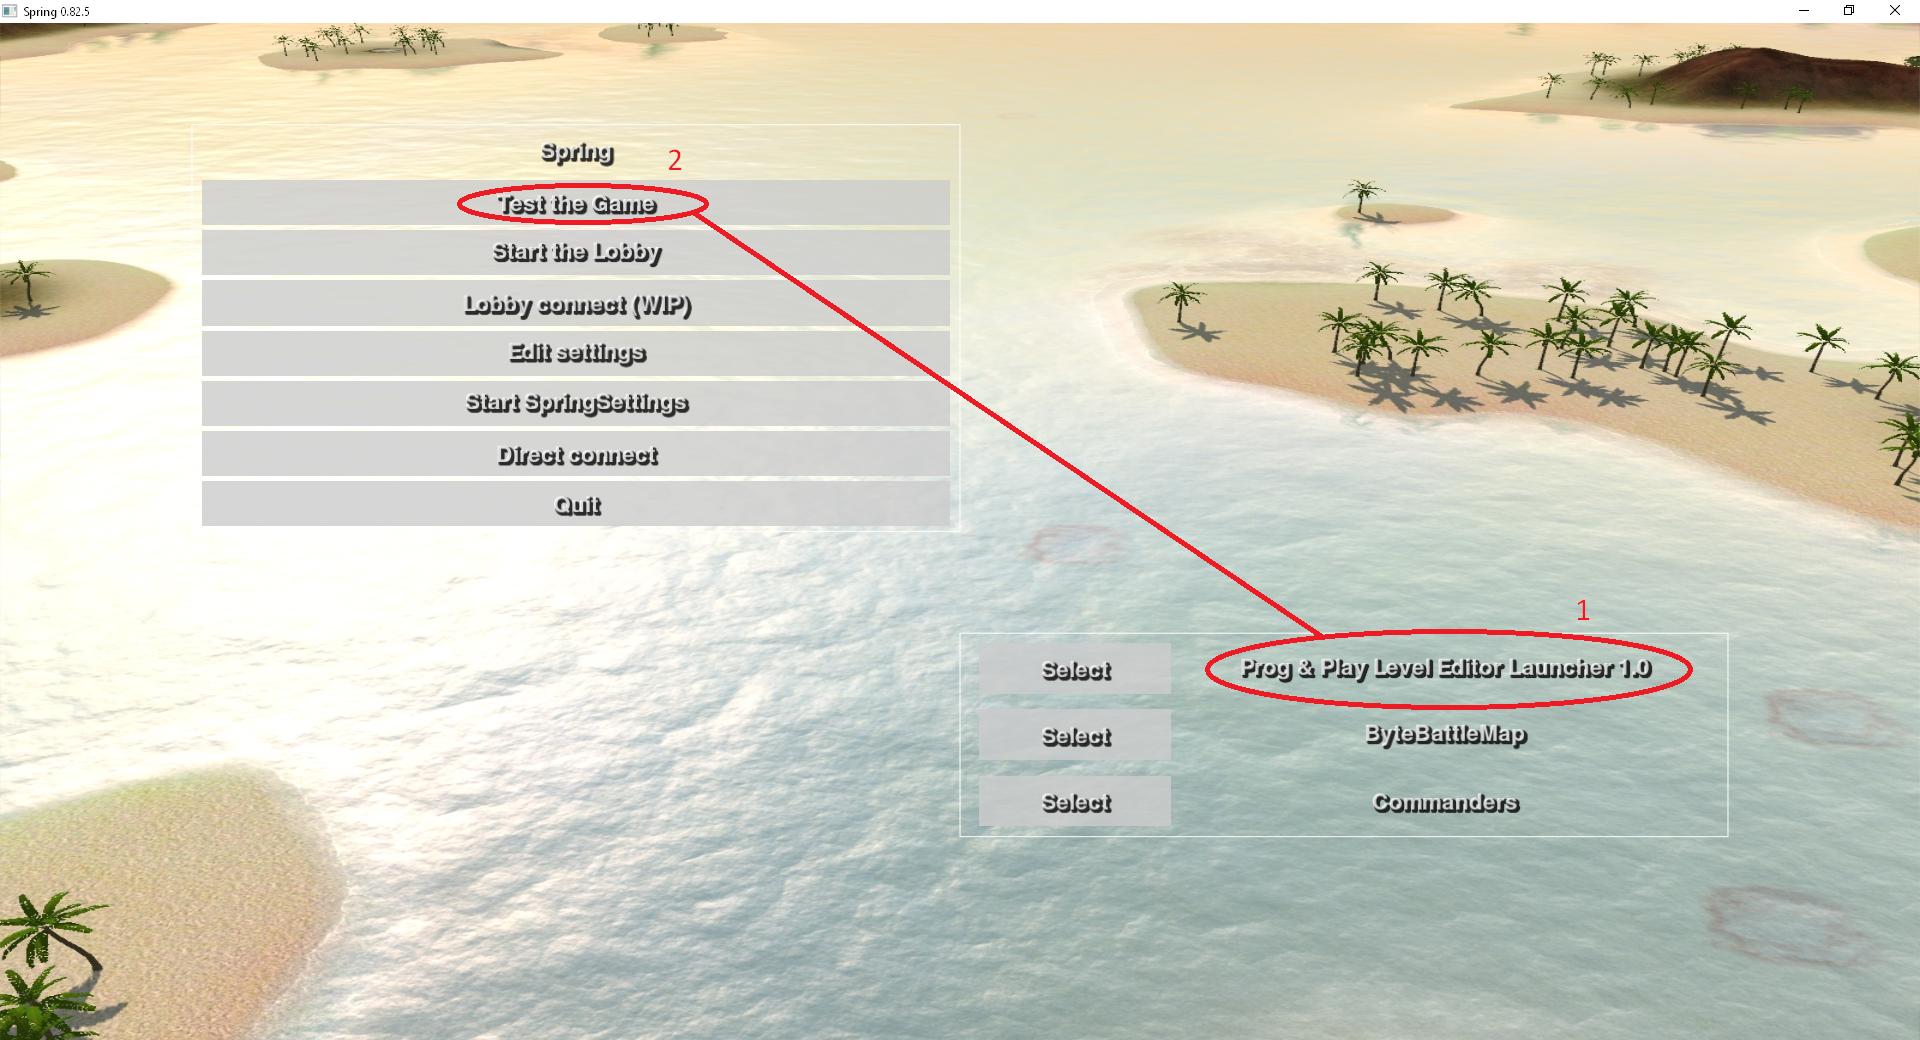 Spring 0.82.5
Spring
2
Test the Game
Start the Lobby
Lobby connect (WIP)
Edit settings
Start SpringSettings
Direct connect
Quit
1
Select Prog & Play Level Editor Launcher 1.0
Select ByteBattleMap
Select Commanders